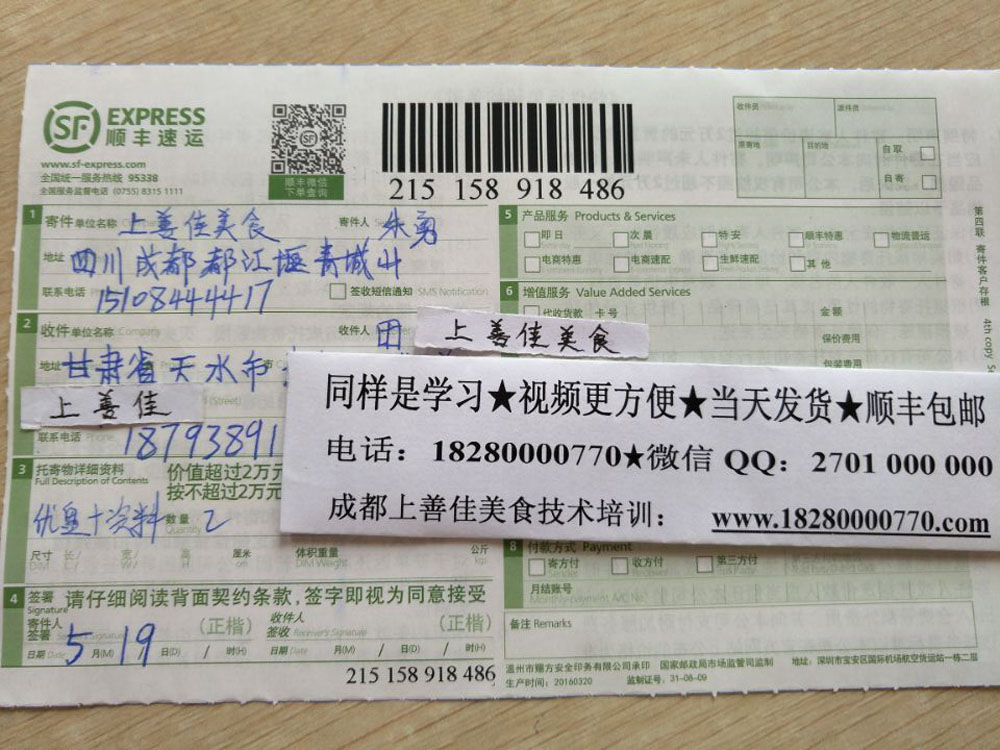 SF EXPRESS
顺丰速运
www.sf-express.com
全国统一服务热线 95338
全国服务监督电话 (0755) 8315 1111
顺丰微信
下单查询
215 158 918 486
收件员
派件员
原寄地
目的地
自取
自寄
1 寄件 单位名称 上善佳美食 寄件人 朱勇
地址 四川成都都江堰青城山
联系电话 15108444417 签收短信通知 SMS Notification
2 收件 单位名称 Company 收件人 田
上善佳美食
地址 甘肃省天水市
上善佳
(Street)
联系电话 Phone 18793891
同样是学习★视频更方便★当天发货★顺丰包邮
电话：18280000770★微信 QQ：2701 000 000
成都上善佳美食技术培训：www.18280000770.com
3 托寄物详细资料
Full Description of Contents
价值超过2万元
按不超过2万元
优盘+资料 数量 2
尺寸 长/ 宽/ 高/ 厘米 体积重量 公斤
DIM L/ W/ H/ cm DIM Weight kg
4 签署 请仔细阅读背面契约条款,签字即视为同意接受
Signature
寄件人
签署
(正楷)
收件人
签收 Receiver's Signature
(正楷)
日期 Date 5 月(M) 19 日(D) / 时(H) 日期 Date 月(M) / 日(D) / 时(H)
215 158 918 486
5 产品服务 Products & Services
即日 次晨 特安 顺丰特惠 物流普运
电商特惠 电商速配 生鲜速配 其他
6 增值服务 Value Added Services
代收货款 卡号 金额
保价费用
包装费用
8 付款方式 Payment
寄方付 收方付 第三方付
月结账号
Monthly-payment A/C No.
备注 Remarks
温州市赐方安全印务有限公司承印 国家邮政局市场监管司监制 地址：深圳市宝安区国际机场航空货运站一栋二层
生产时间：20160320 监制证号：31-08-09
第四联 寄件客户存根 4th copy